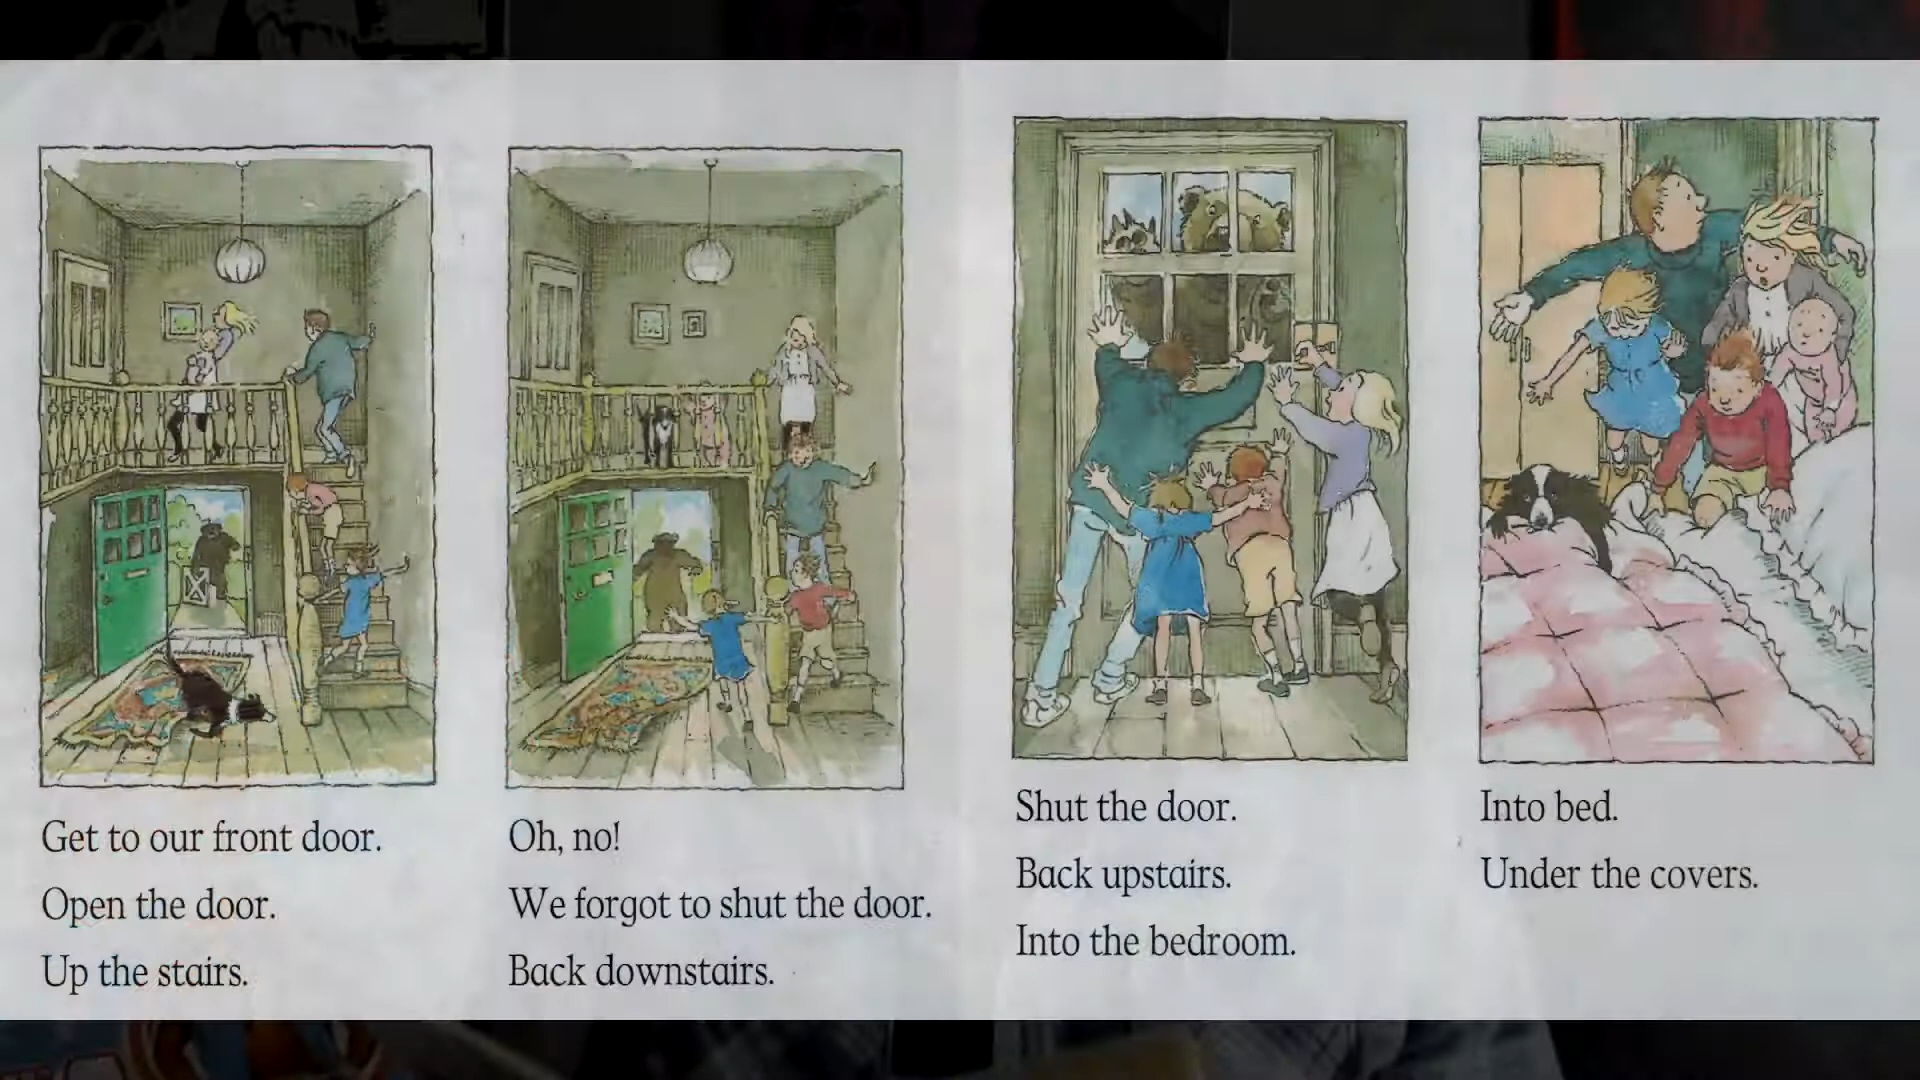 Get to our front door.
Open the door.
Up the stairs.
Oh, no!
We forgot to shut the door.
Back downstairs.
Shut the door.
Back upstairs.
Into the bedroom.
Into bed.
Under the covers.